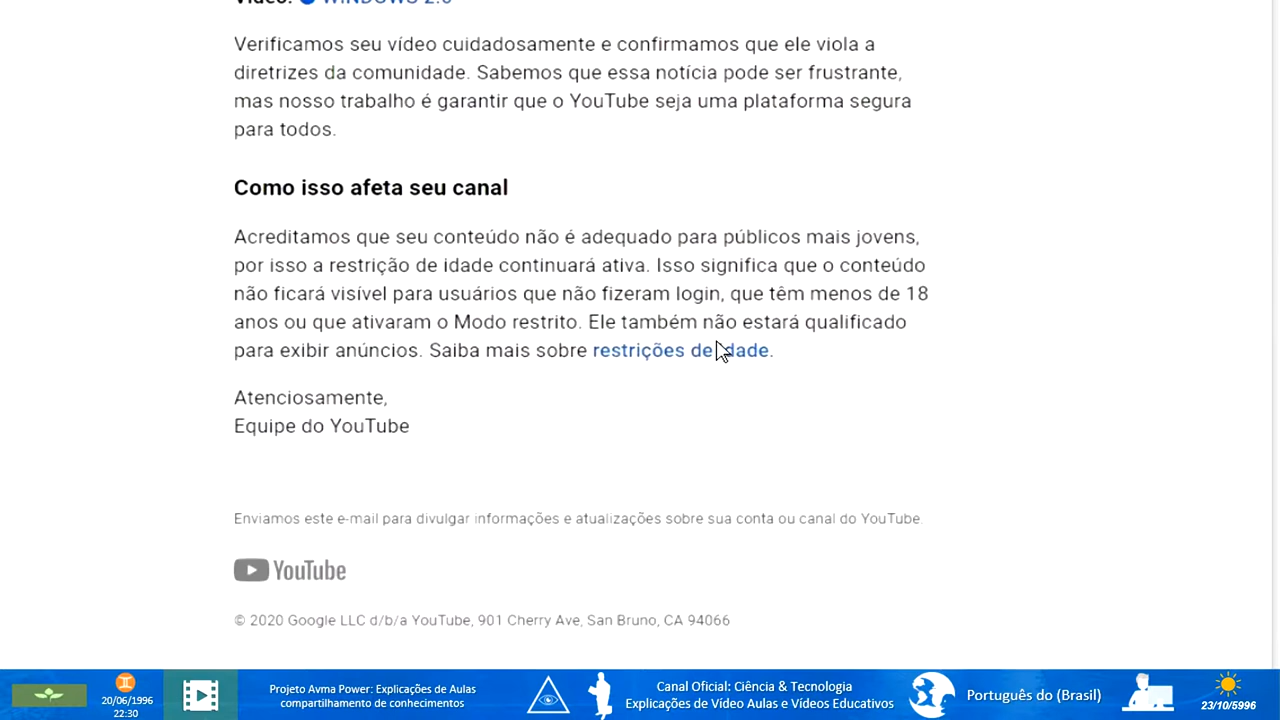 Vídeo: WINDOWS 2.0
Verificamos seu vídeo cuidadosamente e confirmamos que ele viola a
diretrizes da comunidade. Sabemos que essa notícia pode ser frustrante,
mas nosso trabalho é garantir que o YouTube seja uma plataforma segura
para todos.
Como isso afeta seu canal
Acreditamos que seu conteúdo não é adequado para públicos mais jovens,
por isso a restrição de idade continuará ativa. Isso significa que o conteúdo
não ficará visível para usuários que não fizeram login, que têm menos de 18
anos ou que ativaram o Modo restrito. Ele também não estará qualificado
para exibir anúncios. Saiba mais sobre restrições de idade.
Atenciosamente,
Equipe do YouTube
Enviamos este e-mail para divulgar informações e atualizações sobre sua conta ou canal do YouTube.
YouTube
© 2020 Google LLC d/b/a YouTube, 901 Cherry Ave, San Bruno, CA 94066
20/06/1996
22:30
Projeto Avma Power: Explicações de Aulas
compartilhamento de conhecimentos
Canal Oficial: Ciência & Tecnologia
Explicações de Vídeo Aulas e Vídeos Educativos
Português do (Brasil)
23/10/5996